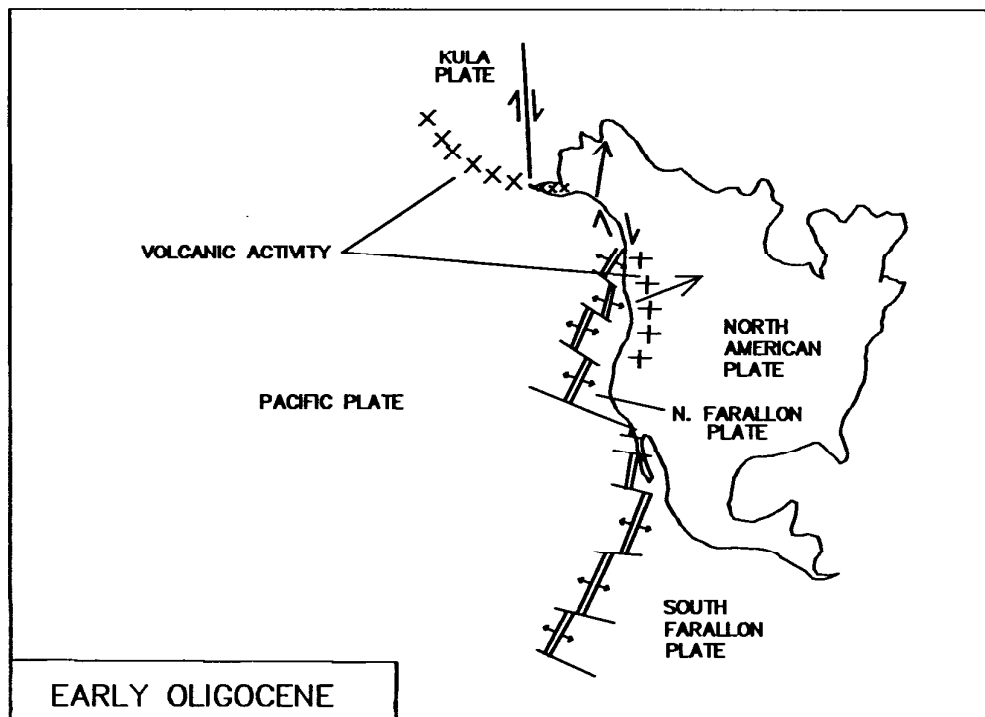 KULA
PLATE
VOLCANIC ACTIVITY
NORTH
AMERICAN
PLATE
PACIFIC PLATE
N. FARALLON
PLATE
SOUTH
FARALLON
PLATE
EARLY OLIGOCENE